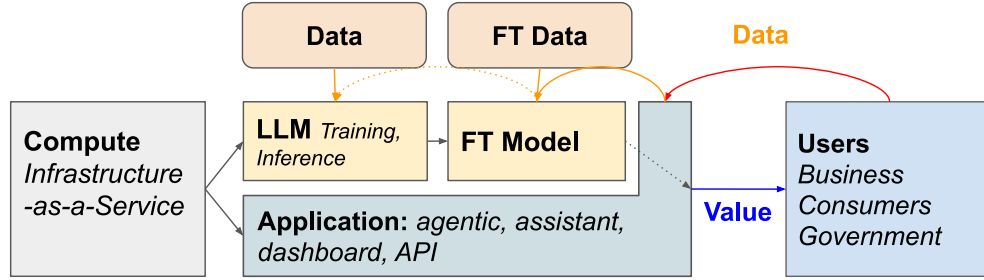 Data
FT Data
Data
Compute
Infrastructure
-as-a-Service
LLM Training,
Inference
FT Model
Application: agentic, assistant,
dashboard, API
Value
Users
Business
Consumers
Government